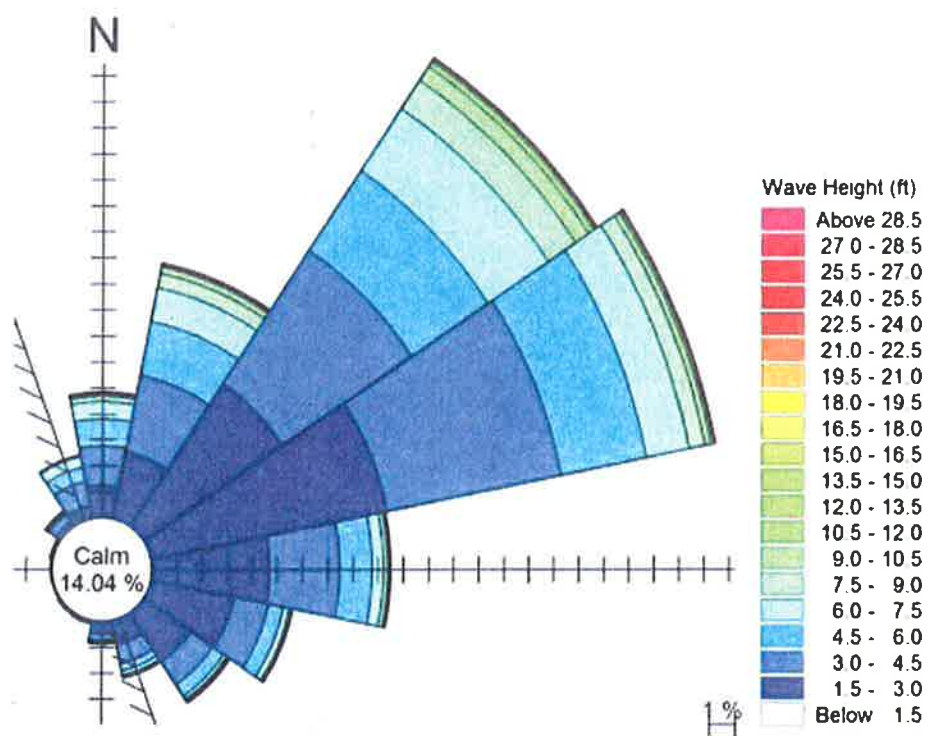 N
Calm
14.04 %
1 %
Wave Height (ft)
Above 28.5
27.0 - 28.5
25.5 - 27.0
24.0 - 25.5
22.5 - 24.0
21.0 - 22.5
19.5 - 21.0
18.0 - 19.5
16.5 - 18.0
15.0 - 16.5
13.5 - 15.0
12.0 - 13.5
10.5 - 12.0
9.0 - 10.5
7.5 - 9.0
6.0 - 7.5
4.5 - 6.0
3.0 - 4.5
1.5 - 3.0
Below 1.5